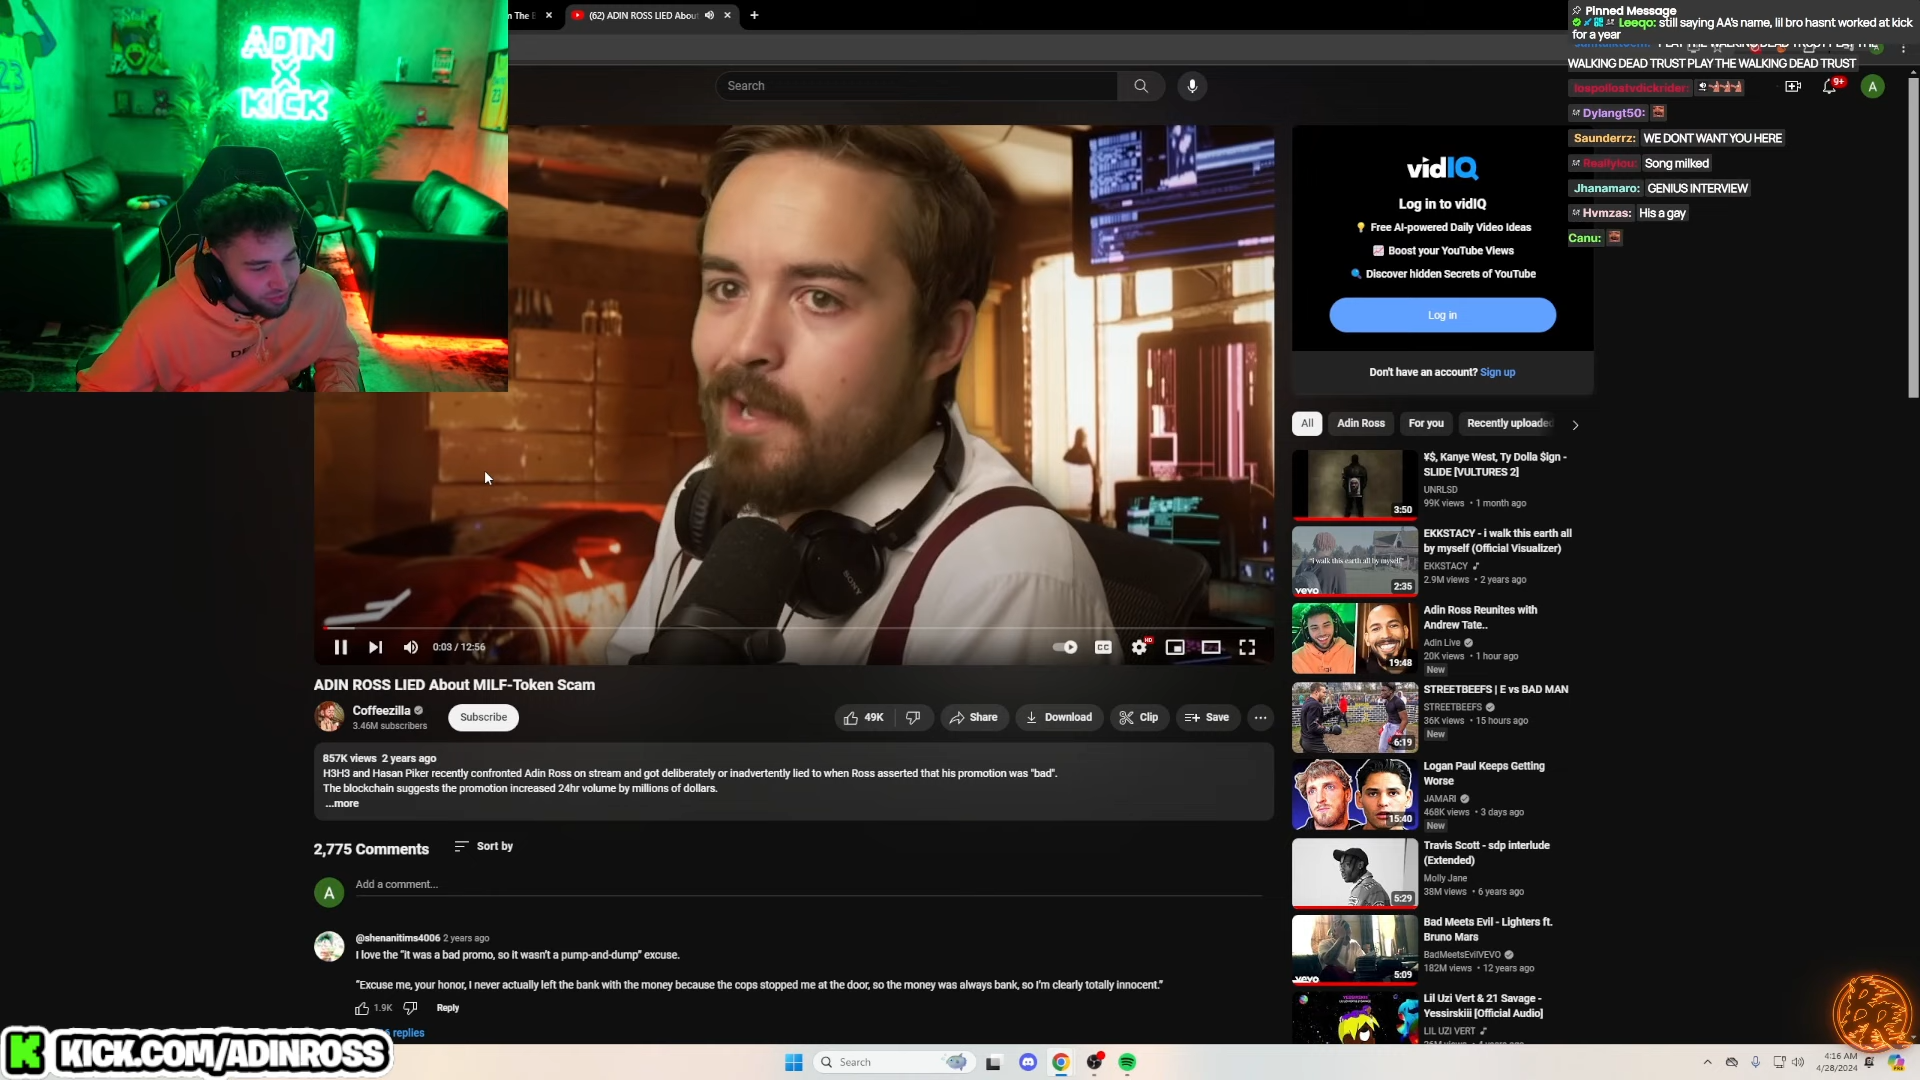 ADIN
X
KICK
23
n The B
(62) ADIN ROSS LIED About
Pinned Message
Leeqo: still saying AA's name, lil bro hasnt worked at kick
for a year
WALKING DEAD TRUST PLAY THE WALKING DEAD TRUST
lospollostvdickrider:
Dylangt50:
Saunderrz: WE DONT WANT YOU HERE
Reallylou: Song milked
Jhanamaro: GENIUS INTERVIEW
Hvmzas: His a gay
Canu:
Search
9+
A
SONY
0:03 / 12:56
CC
HD
ADIN ROSS LIED About MILF-Token Scam
Coffeezilla
3.46M subscribers
Subscribe
49K
Share
Download
Clip
Save
857K views 2 years ago
H3H3 and Hasan Piker recently confronted Adin Ross on stream and got deliberately or inadvertently lied to when Ross asserted that his promotion was "bad".
The blockchain suggests the promotion increased 24hr volume by millions of dollars.
...more
2,775 Comments
Sort by
A
Add a comment...
@shenanitims4006 2 years ago
I love the "it was a bad promo, so it wasn't a pump-and-dump" excuse.
"Excuse me, your honor, I never actually left the bank with the money because the cops stopped me at the door, so the money was always bank, so I'm clearly totally innocent."
1.9K
Reply
replies
vidIQ
Log in to vidIQ
Free AI-powered Daily Video Ideas
Boost your YouTube Views
Discover hidden Secrets of YouTube
Log in
Don't have an account? Sign up
All
Adin Ross
For you
Recently uploaded
3:50
¥$, Kanye West, Ty Dolla $ign -
SLIDE [VULTURES 2]
UNRLSD
99K views • 1 month ago
"i walk this earth all by myself"
vevo
2:35
EKKSTACY - i walk this earth all
by myself (Official Visualizer)
EKKSTACY
2.9M views • 2 years ago
19:48
Adin Ross Reunites with
Andrew Tate..
Adin Live
20K views • 1 hour ago
New
6:19
STREETBEEFS | E vs BAD MAN
STREETBEEFS
36K views • 15 hours ago
New
15:40
Logan Paul Keeps Getting
Worse
JAMARI
468K views • 3 days ago
New
5:29
Travis Scott - sdp interlude
(Extended)
Molly Jane
38M views • 6 years ago
vevo
5:09
Bad Meets Evil - Lighters ft.
Bruno Mars
BadMeetsEvilVEVO
182M views • 12 years ago
Lil Uzi Vert & 21 Savage -
Yessirskiii [Official Audio]
LIL UZI VERT
K KICK.COM/ADINROSS
Search
4:16 AM
4/28/2024